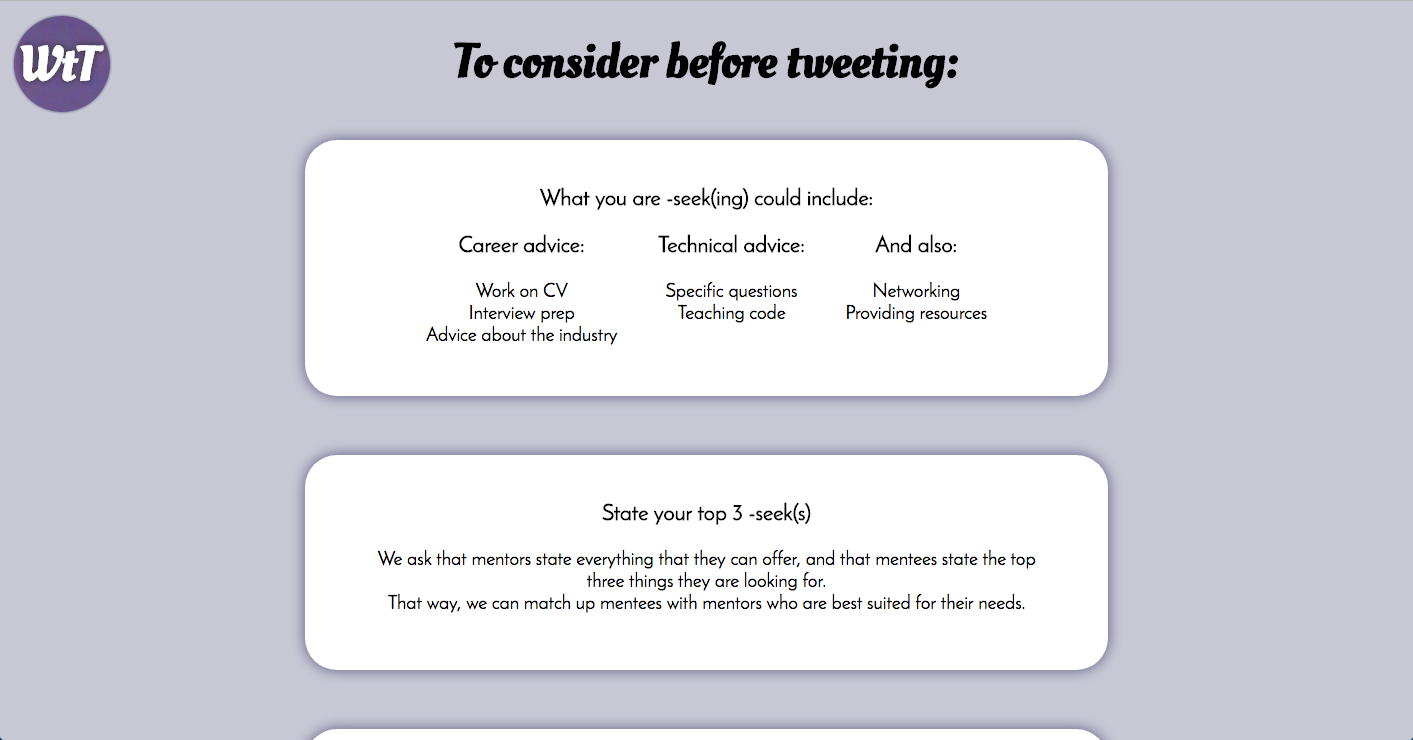 WtT
To consider before tweeting:
What you are -seek(ing) could include:
Career advice:
Work on CV
Interview prep
Advice about the industry
Technical advice:
Specific questions
Teaching code
And also:
Networking
Providing resources
State your top 3 -seek(s)
We ask that mentors state everything that they can offer, and that mentees state the top
three things they are looking for.
That way, we can match up mentees with mentors who are best suited for their needs.